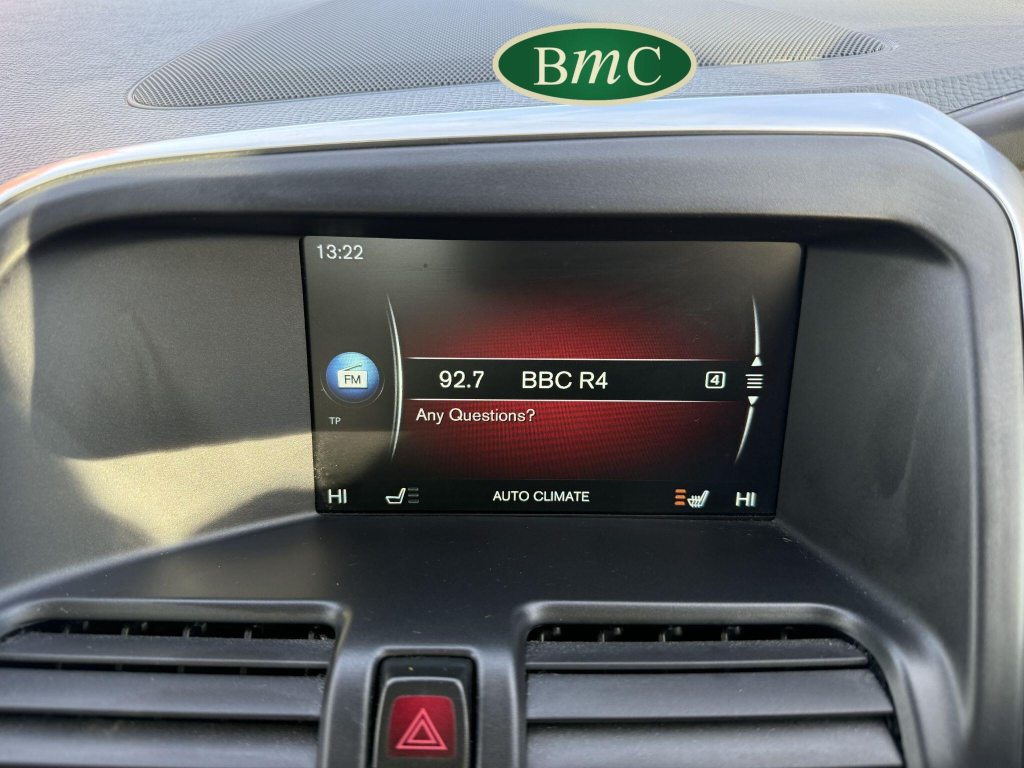 BmC
13:22
FM
92.7 BBC R4 4
TP
Any Questions?
HI AUTO CLIMATE HI